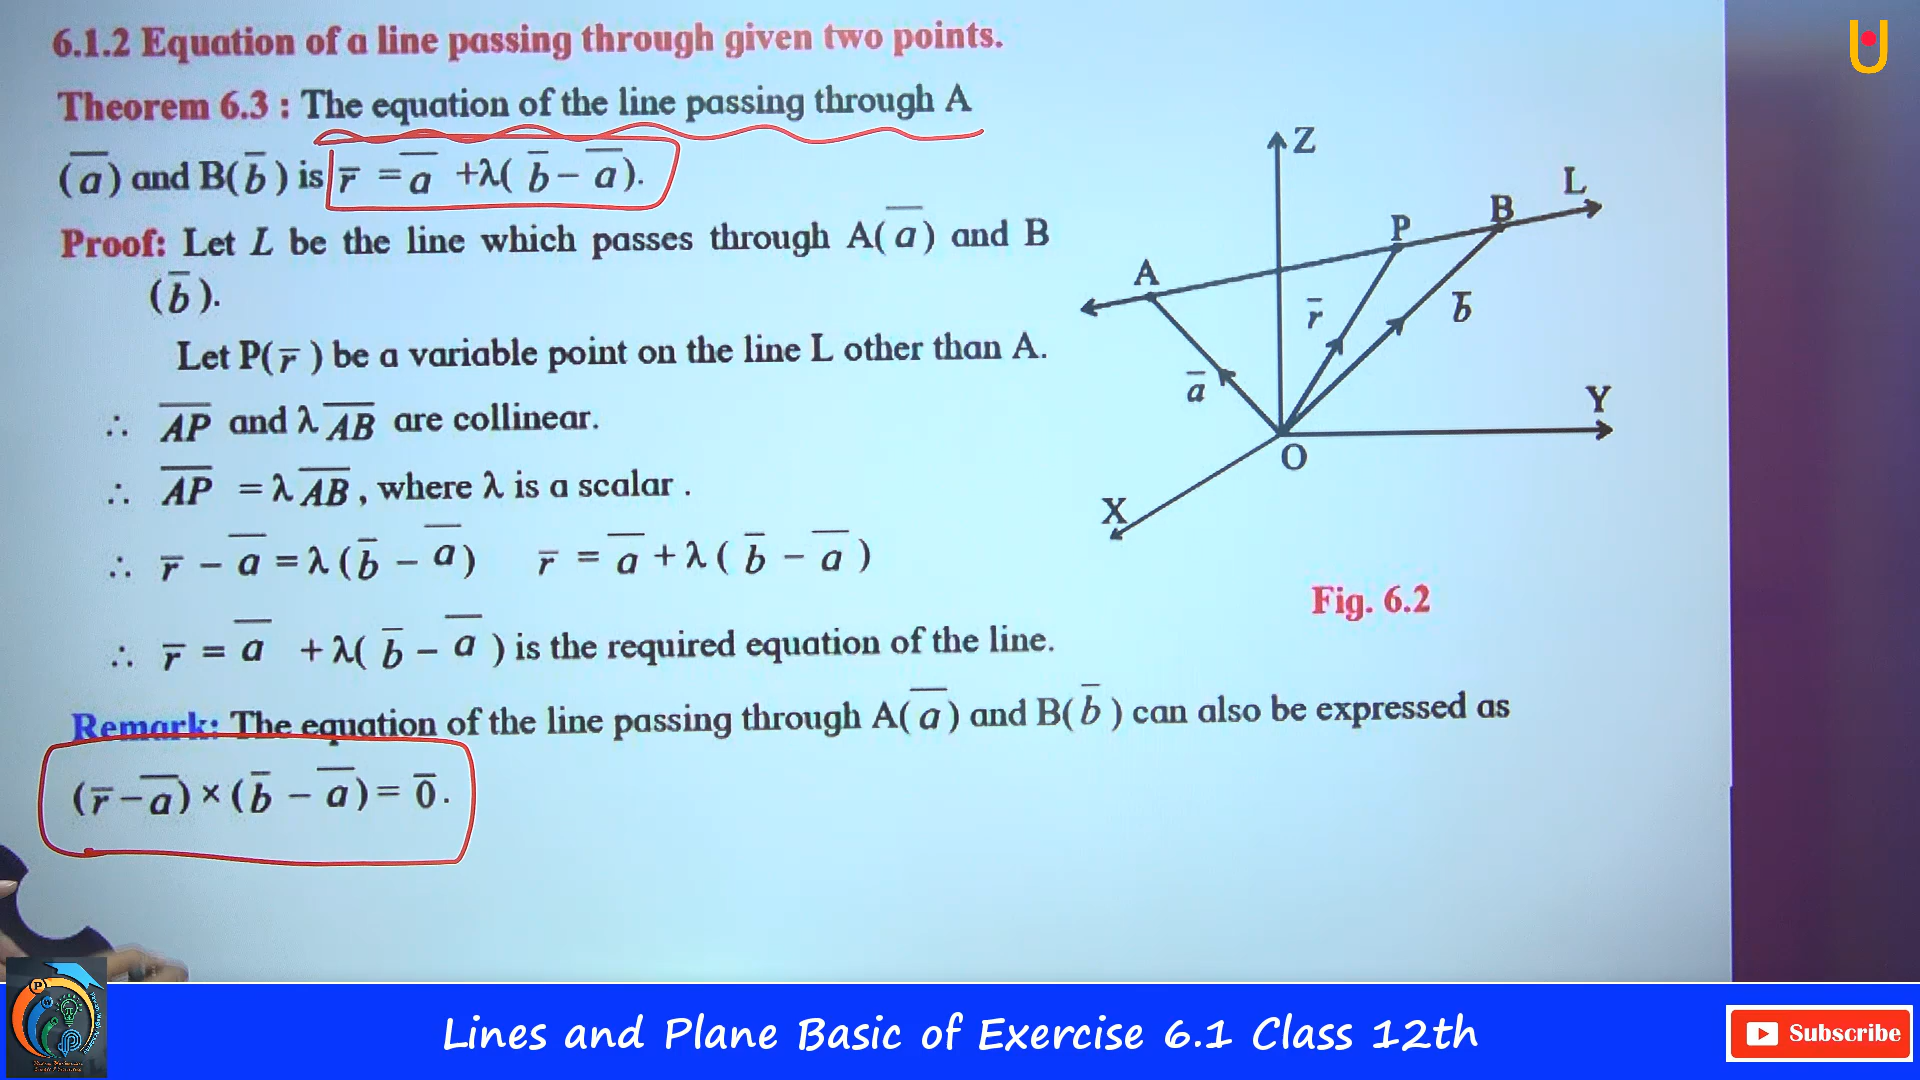 6.1.2 Equation of a line passing through given two points.
Theorem 6.3 : The equation of the line passing through A
(a̅) and B(b̅) is r̅ = a̅ +λ( b̅ − a̅).
Proof: Let L be the line which passes through A(a̅) and B
(b̅).
Let P(r̅) be a variable point on the line L other than A.
∴ A̅P̅ and λ A̅B̅ are collinear.
∴ A̅P̅ = λ A̅B̅, where λ is a scalar .
∴ r̅ − a̅ = λ (b̅ − a̅) r̅ = a̅ + λ ( b̅ − a̅ )
∴ r̅ = a̅ + λ( b̅ − a̅ ) is the required equation of the line.
Remark: The equation of the line passing through A(a̅) and B(b̅) can also be expressed as
(r̅ − a̅) × (b̅ − a̅) = 0̅.
Z
L
B
P
A
r̅
b̅
a̅
Y
O
X
Fig. 6.2
Lines and Plane Basic of Exercise 6.1 Class 12th
Subscribe